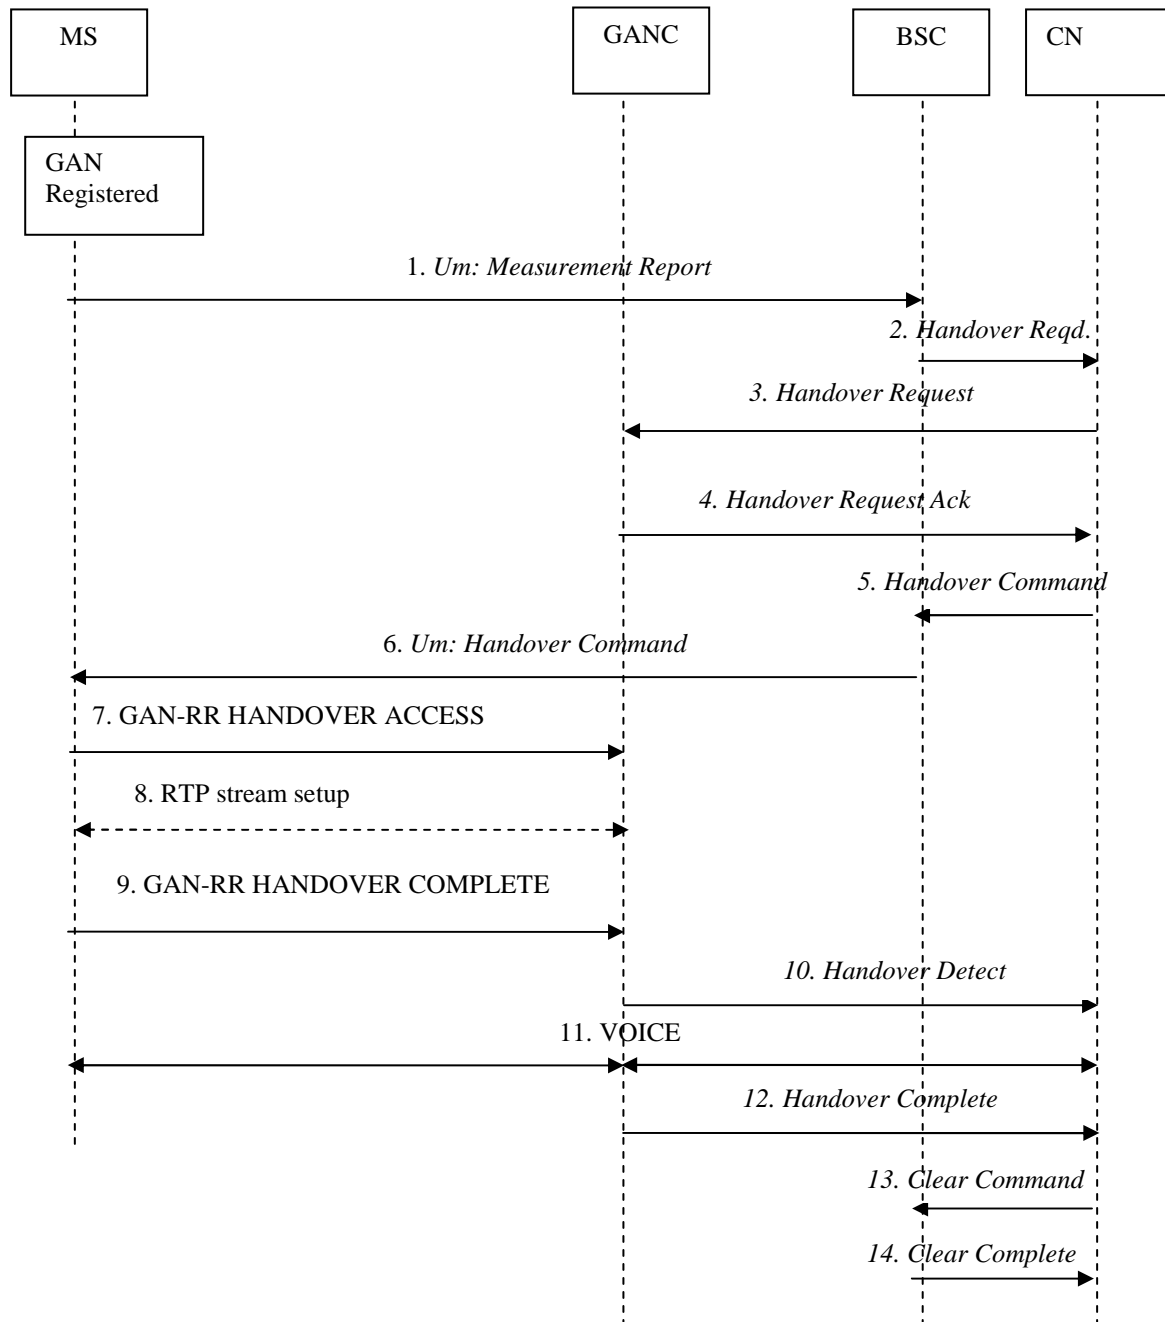 MS
GANC
BSC
CN
GAN
Registered
1. Um: Measurement Report
2. Handover Reqd.
3. Handover Request
4. Handover Request Ack
5. Handover Command
6. Um: Handover Command
7. GAN-RR HANDOVER ACCESS
8. RTP stream setup
9. GAN-RR HANDOVER COMPLETE
10. Handover Detect
11. VOICE
12. Handover Complete
13. Clear Command
14. Clear Complete